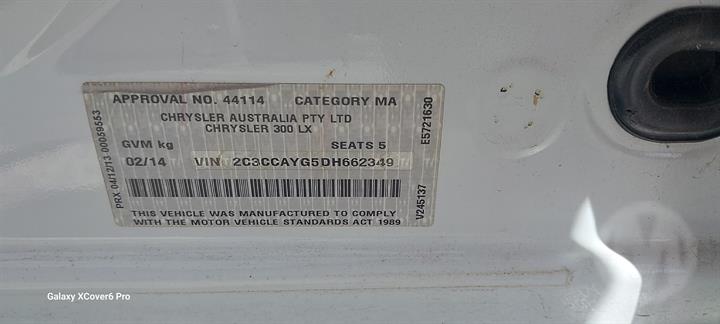 APPROVAL NO. 44114 CATEGORY MA
CHRYSLER AUSTRALIA PTY LTD
CHRYSLER 300 LX
GVM kg SEATS 5
02/14 VIN 2C3CCAYG5DH662349
THIS VEHICLE WAS MANUFACTURED TO COMPLY
WITH THE MOTOR VEHICLE STANDARDS ACT 1989
PRX 04/12/13 00059553
E5721630
V245137
Galaxy XCover6 Pro